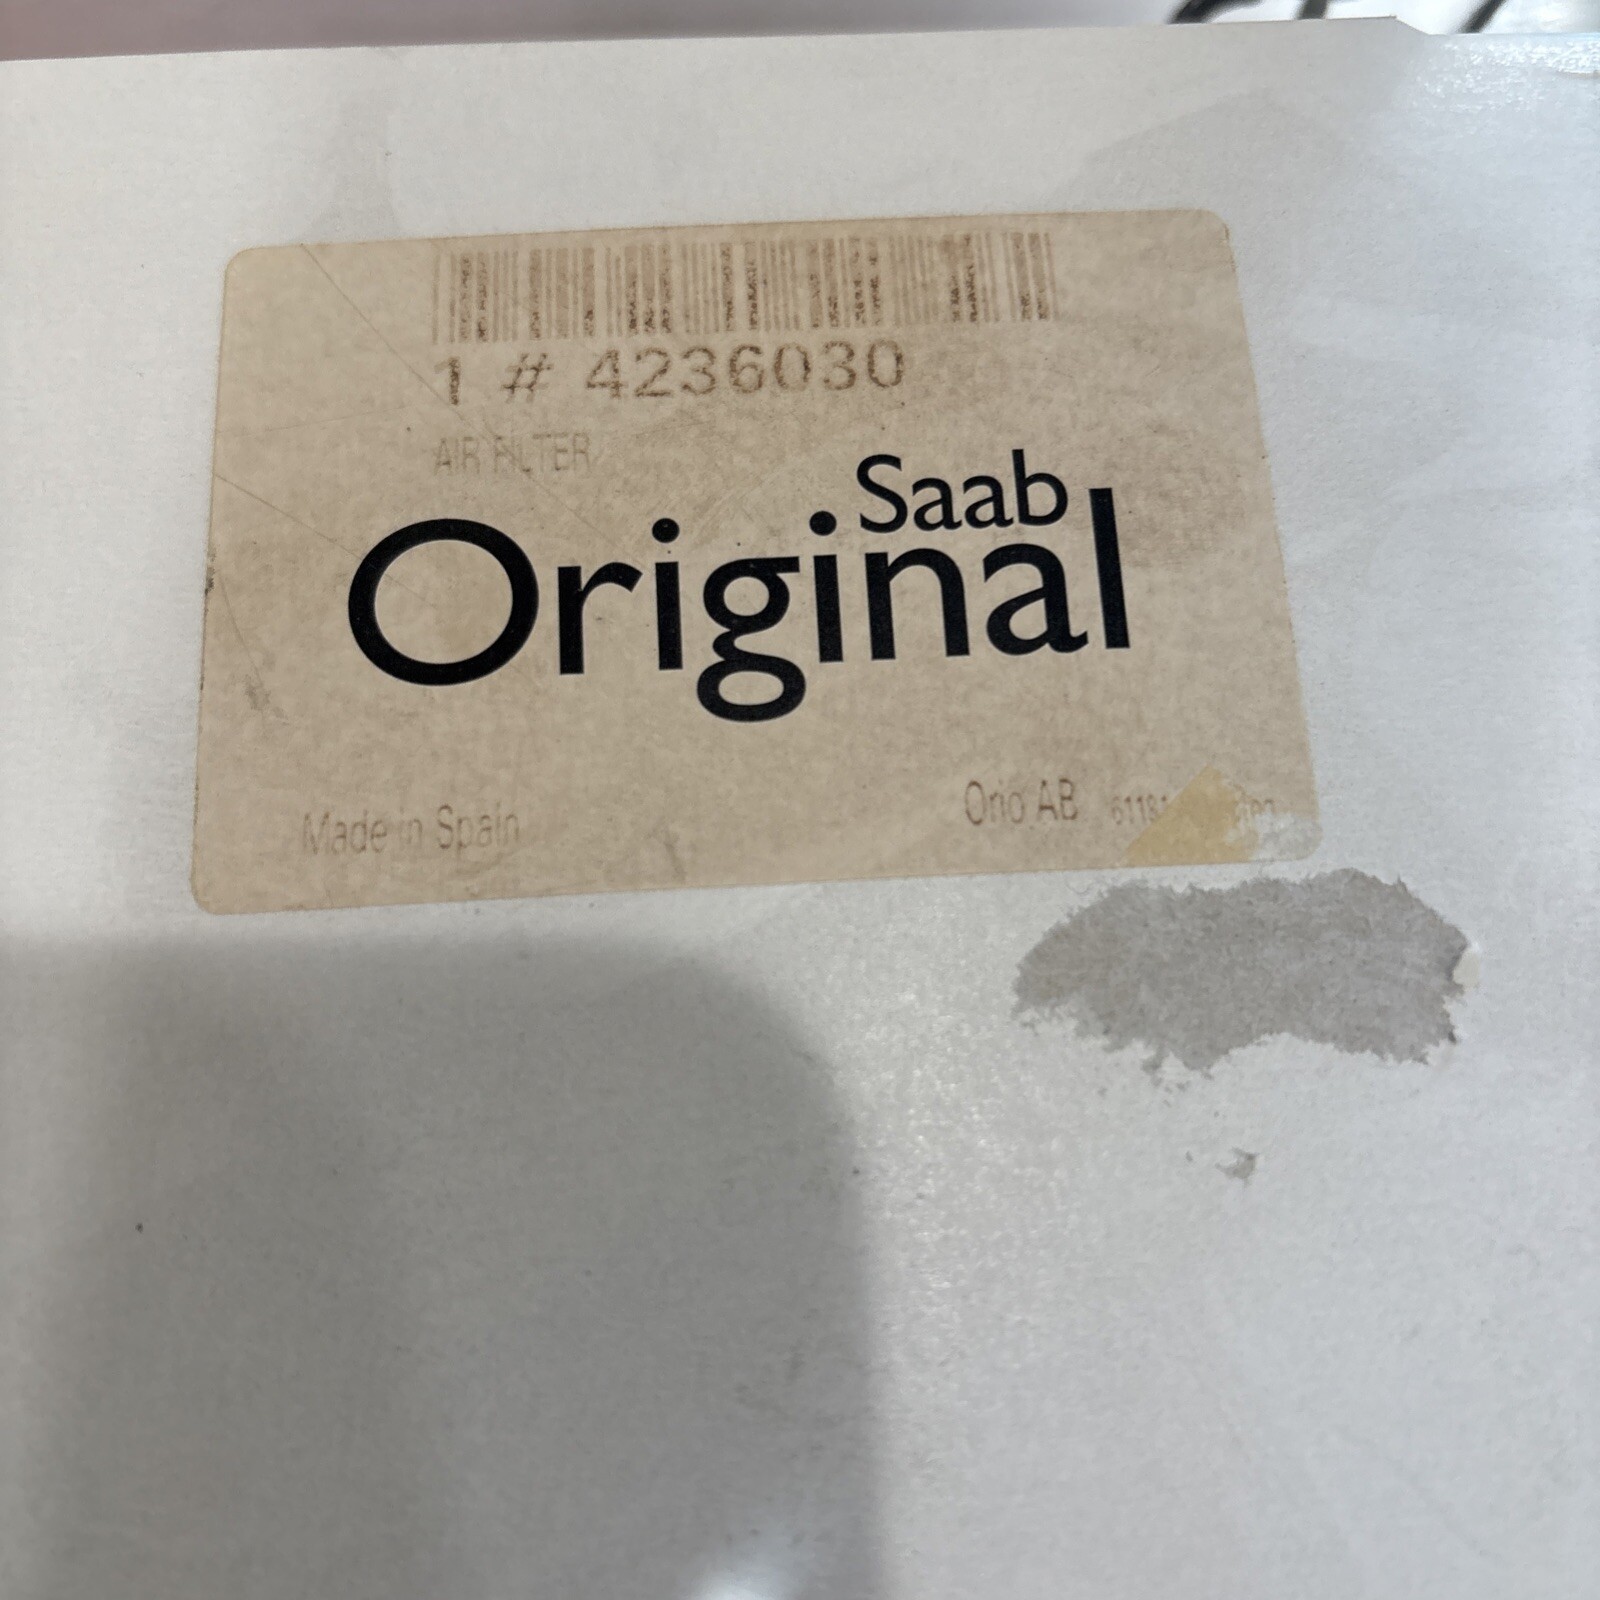 1 # 4236030
AIR FILTER
Saab
Original
Made in Spain
Orio AB